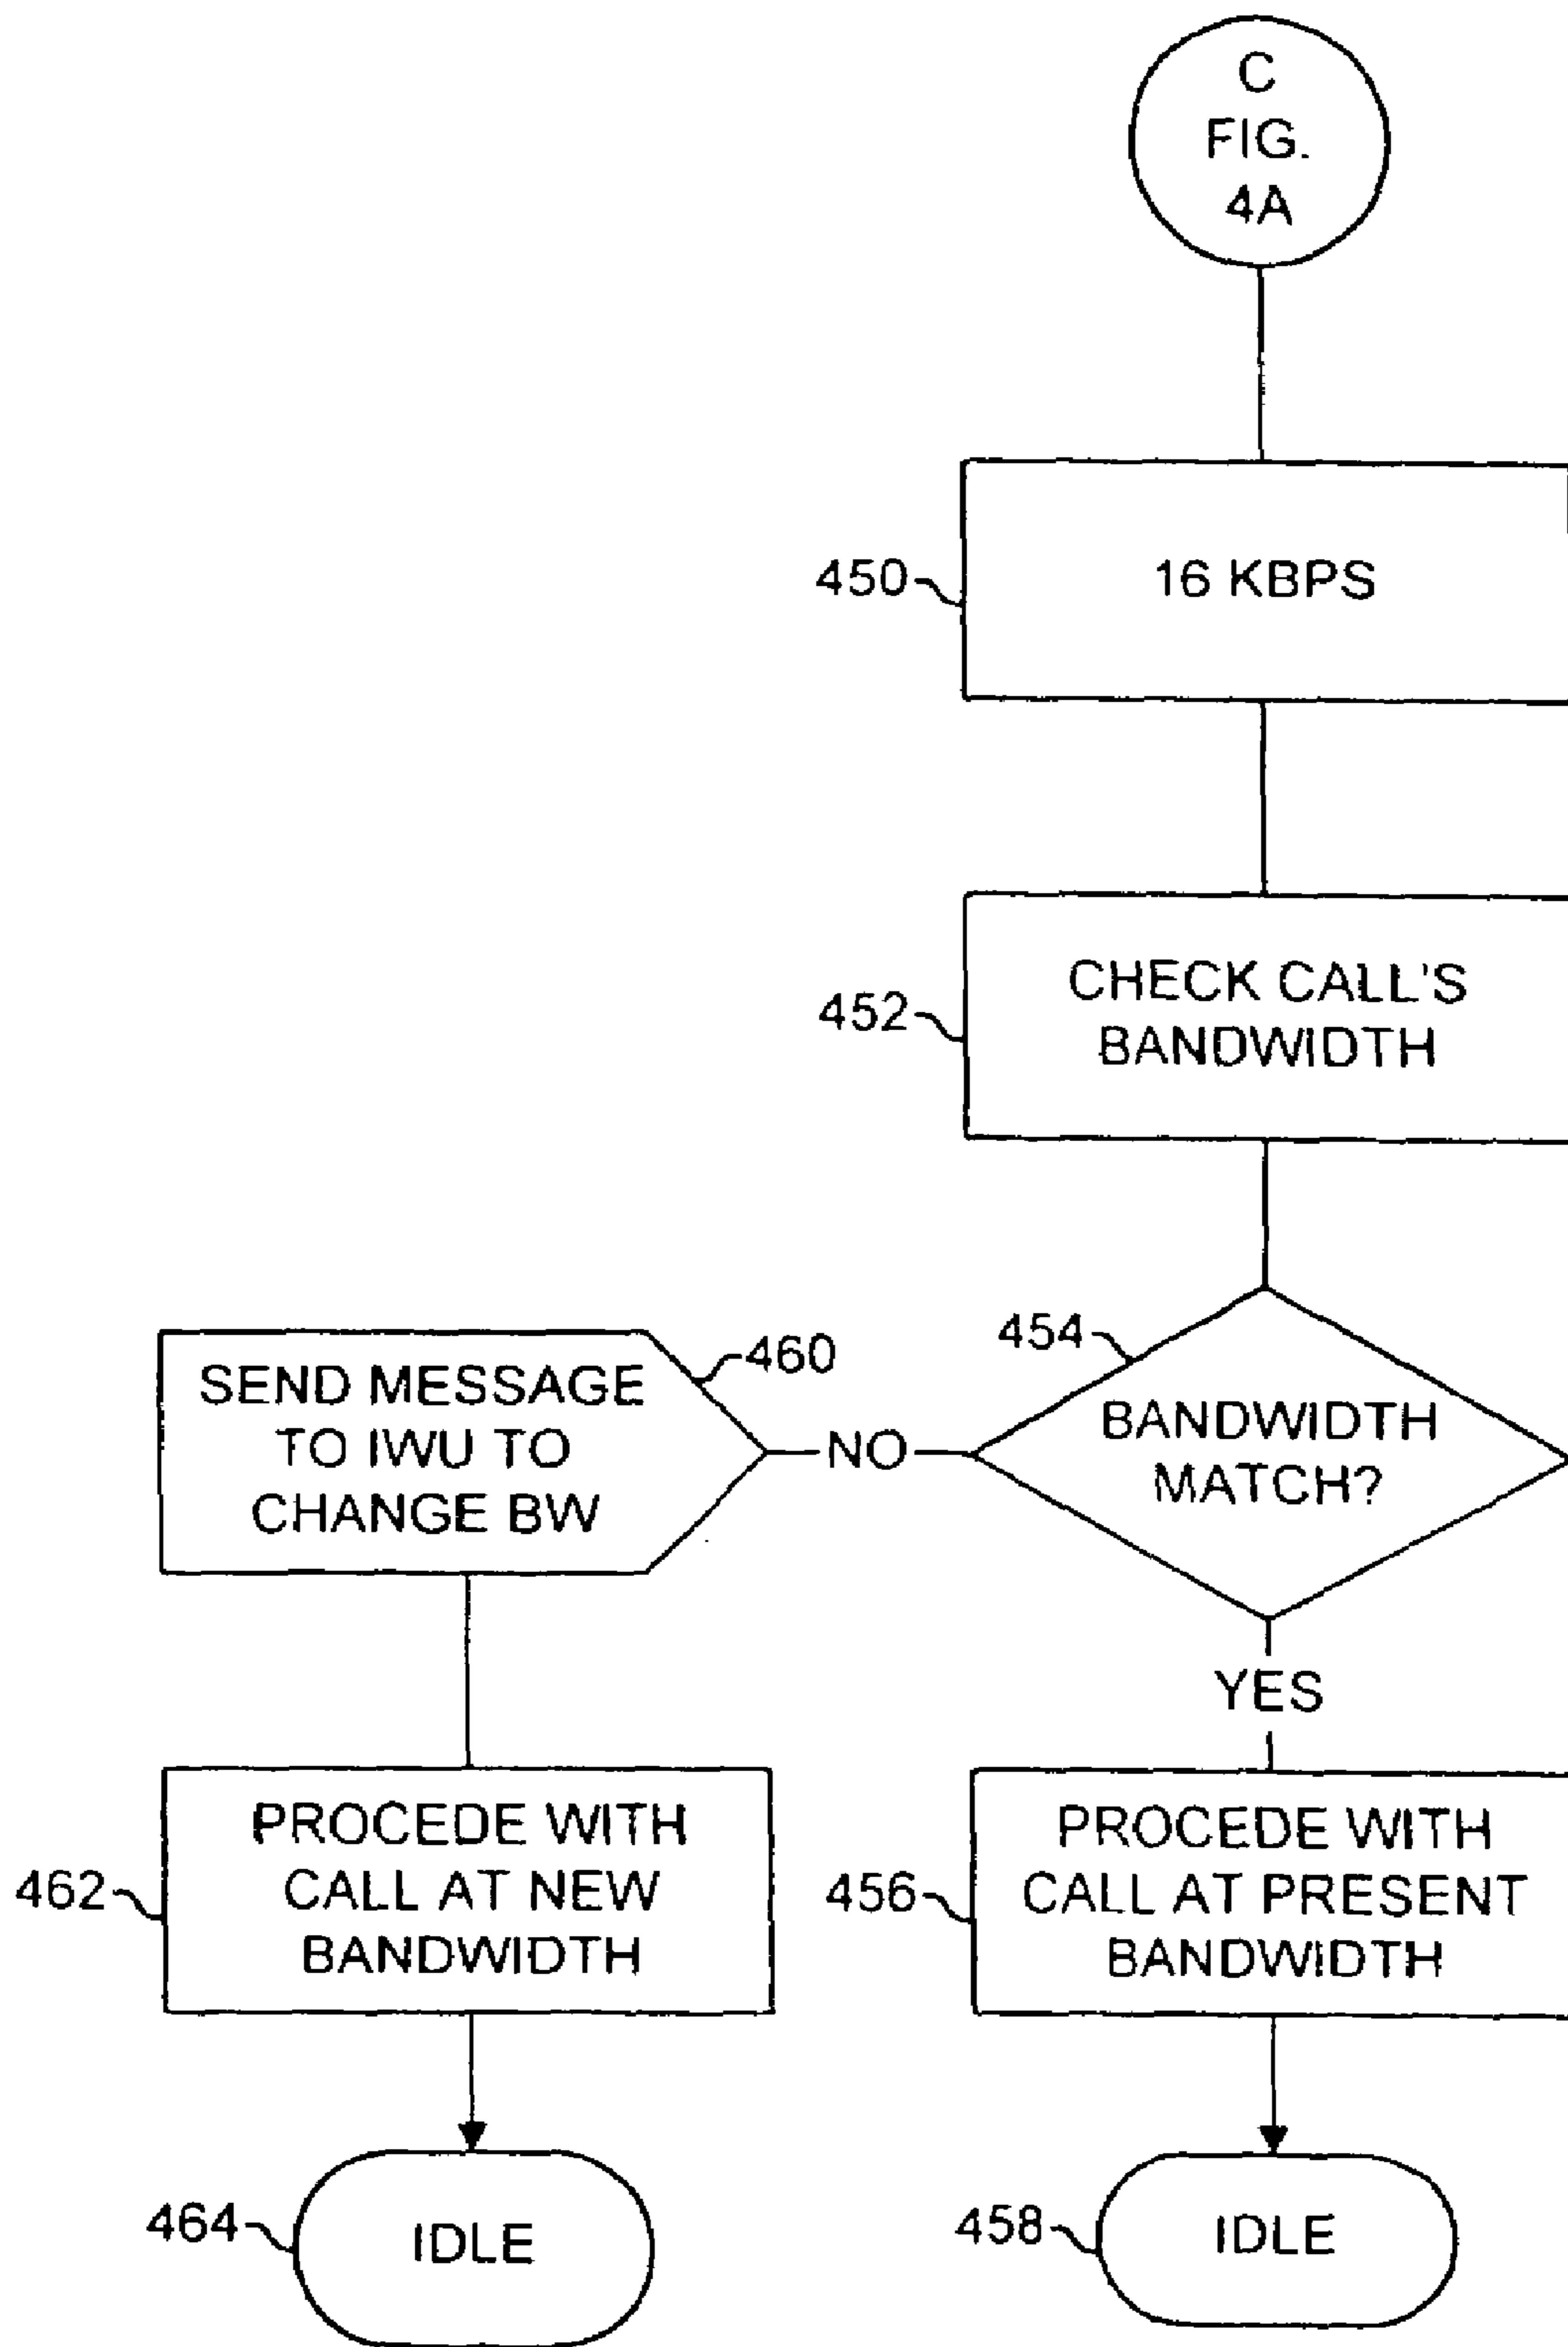 C
FIG.
4A
450
16 KBPS
452
CHECK CALL'S
BANDWIDTH
454
BANDWIDTH
MATCH?
NO
460
SEND MESSAGE
TO IWU TO
CHANGE BW
YES
462
PROCEDE WITH
CALL AT NEW
BANDWIDTH
456
PROCEDE WITH
CALL AT PRESENT
BANDWIDTH
464
IDLE
458
IDLE